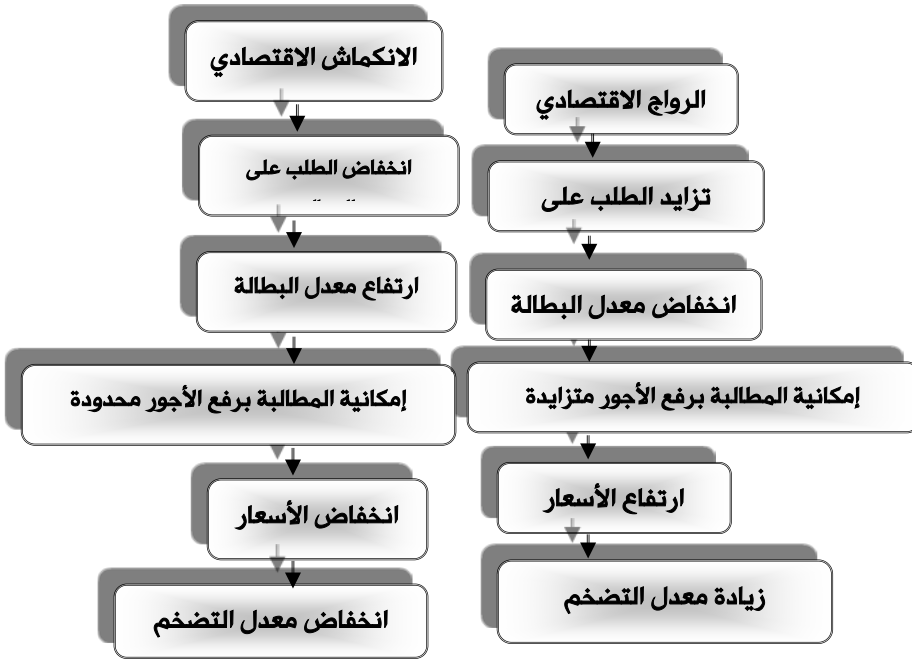 الرواج الاقتصادي
تزايد الطلب على
انخفاض معدل البطالة
إمكانية المطالبة برفع الأجور متزايدة
ارتفاع الأسعار
زيادة معدل التضخم
الانكماش الاقتصادي
انخفاض الطلب على
ارتفاع معدل البطالة
إمكانية المطالبة برفع الأجور محدودة
انخفاض الأسعار
انخفاض معدل التضخم